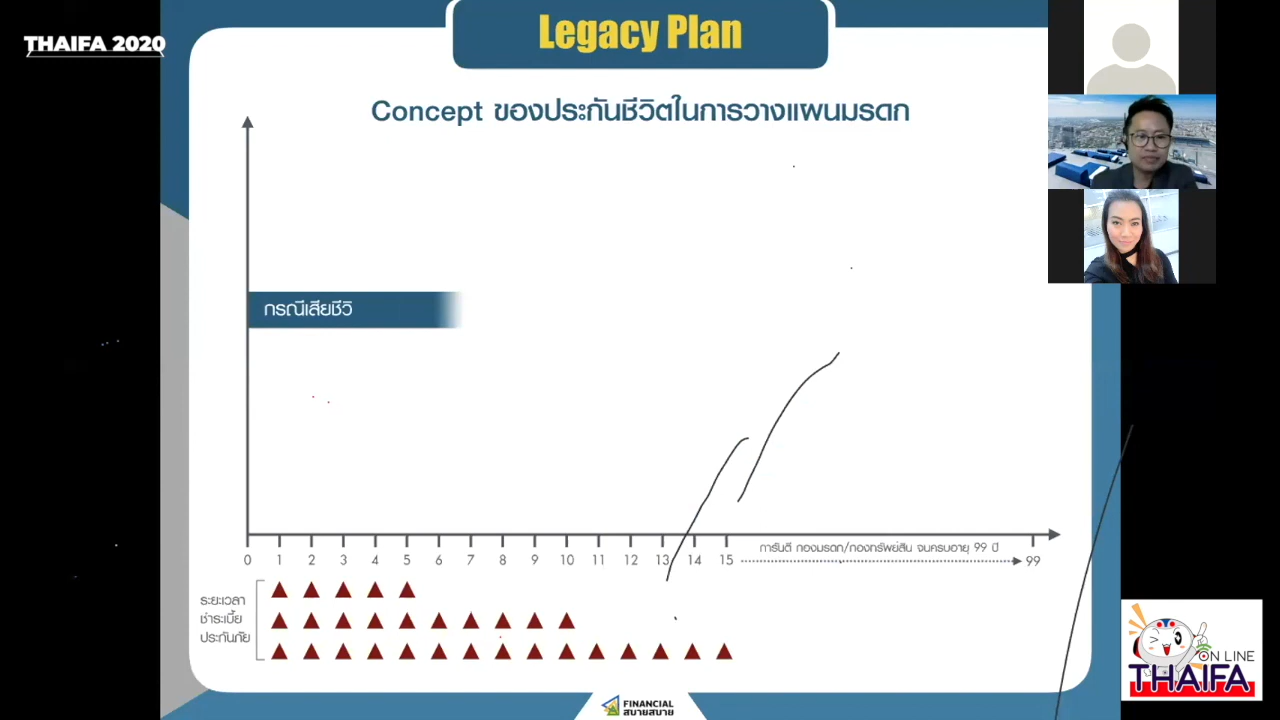 THAIFA 2020
Legacy Plan
Concept ของประกันชีวิตในการวางแผนมรดก
กรณีเสียชีวิ
การันตี กองมรดก/กองทรัพย์สิน จนครบอายุ 99 ปี
0 1 2 3 4 5 6 7 8 9 10 11 12 13 14 15 99
ระยะเวลา
ชำระเบี้ย
ประกันภัย
ON LINE
THAIFA
FINANCIAL
สบายสบาย